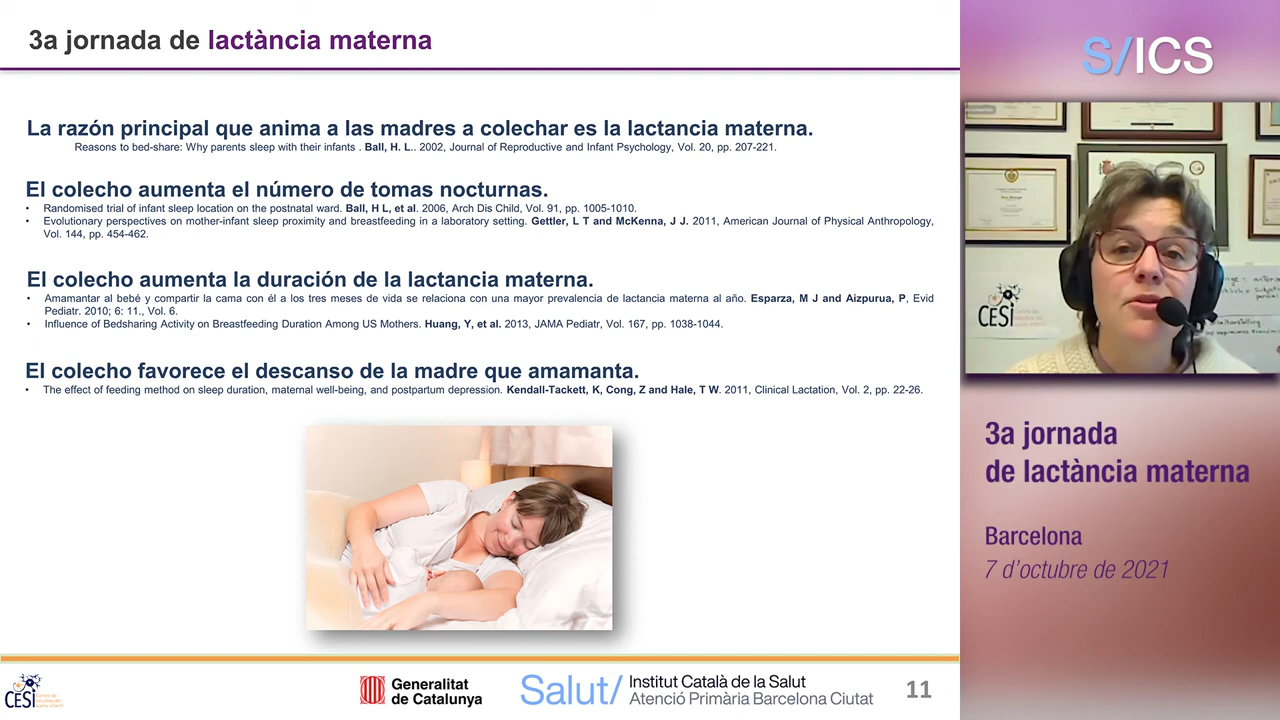 3a jornada de lactància materna
La razón principal que anima a las madres a colechar es la lactancia materna.
Reasons to bed-share: Why parents sleep with their infants . Ball, H. L.. 2002, Journal of Reproductive and Infant Psychology, Vol. 20, pp. 207-221.
El colecho aumenta el número de tomas nocturnas.
• Randomised trial of infant sleep location on the postnatal ward. Ball, H L, et al. 2006, Arch Dis Child, Vol. 91, pp. 1005-1010.
• Evolutionary perspectives on mother-infant sleep proximity and breastfeeding in a laboratory setting. Gettler, L T and McKenna, J J. 2011, American Journal of Physical Anthropology,
Vol. 144, pp. 454-462.
El colecho aumenta la duración de la lactancia materna.
• Amamantar al bebé y compartir la cama con él a los tres meses de vida se relaciona con una mayor prevalencia de lactancia materna al año. Esparza, M J and Aizpurua, P, Evid
Pediatr. 2010; 6: 11., Vol. 6.
• Influence of Bedsharing Activity on Breastfeeding Duration Among US Mothers. Huang, Y, et al. 2013, JAMA Pediatr, Vol. 167, pp. 1038-1044.
El colecho favorece el descanso de la madre que amamanta.
• The effect of feeding method on sleep duration, maternal well-being, and postpartum depression. Kendall-Tackett, K, Cong, Z and Hale, T W. 2011, Clinical Lactation, Vol. 2, pp. 22-26.
CESi
Generalitat
de Catalunya
Salut/
Institut Català de la Salut
Atenció Primària Barcelona Ciutat
11
S/ICS
CESi
3a jornada
de lactància materna
Barcelona
7 d'octubre de 2021